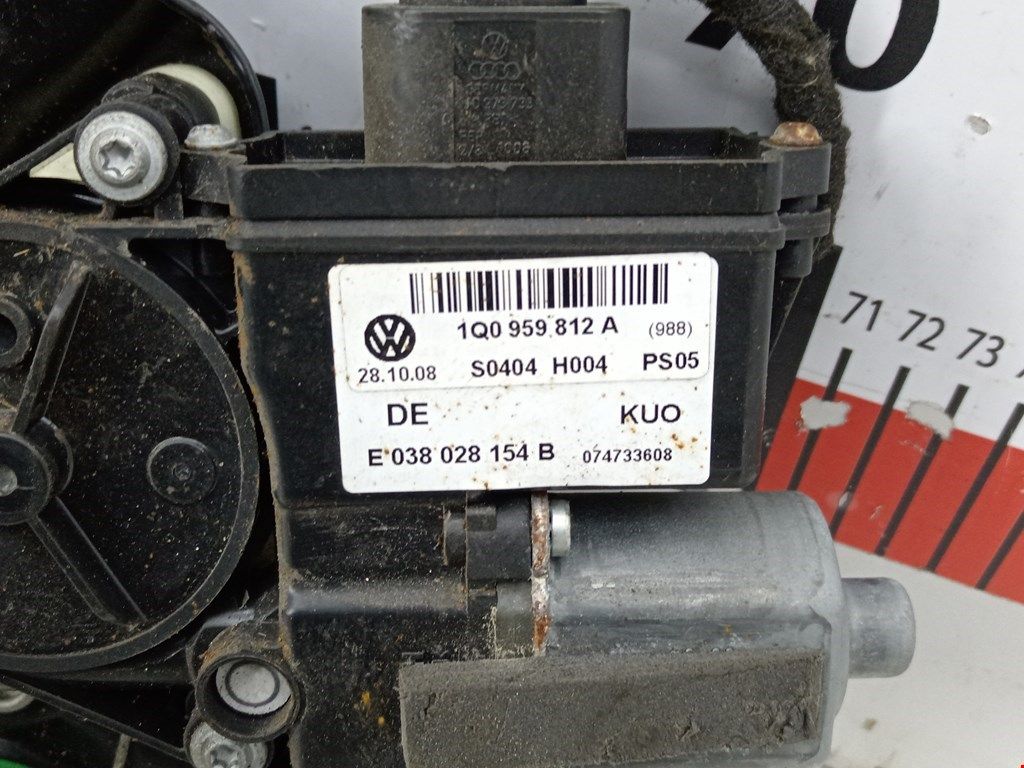 GERMANY
1Q0 959 812 A (988)
28.10.08 S0404 H004 PS05
DE KUO
E 038 028 154 B 074733608
71 72 73